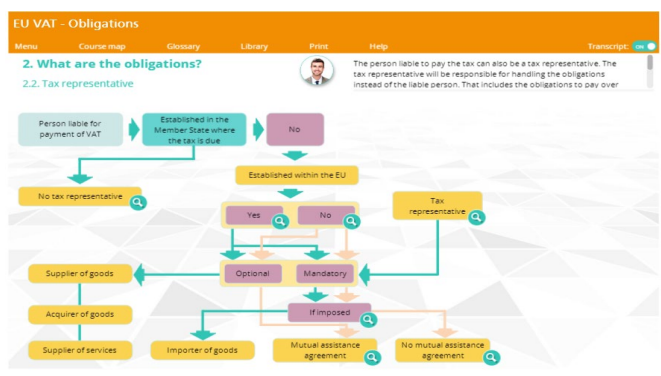 EU VAT - Obligations
Menu
Course map
Glossary
Library
Print
Help
Transcript:
ON
2. What are the obligations?
2.2. Tax representative
The person liable to pay the tax can also be a tax representative. The
tax representative will be responsible for handling the obligations
instead of the liable person. That includes the obligations to pay over
Person liable for
payment of VAT
Established in the
Member State where
the tax is due
No
Established within the EU
No tax representative
Yes
No
Tax
representative
Supplier of goods
Optional
Mandatory
Acquirer of goods
If imposed
Supplier of services
Importer of goods
Mutual assistance
agreement
No mutual assistance
agreement